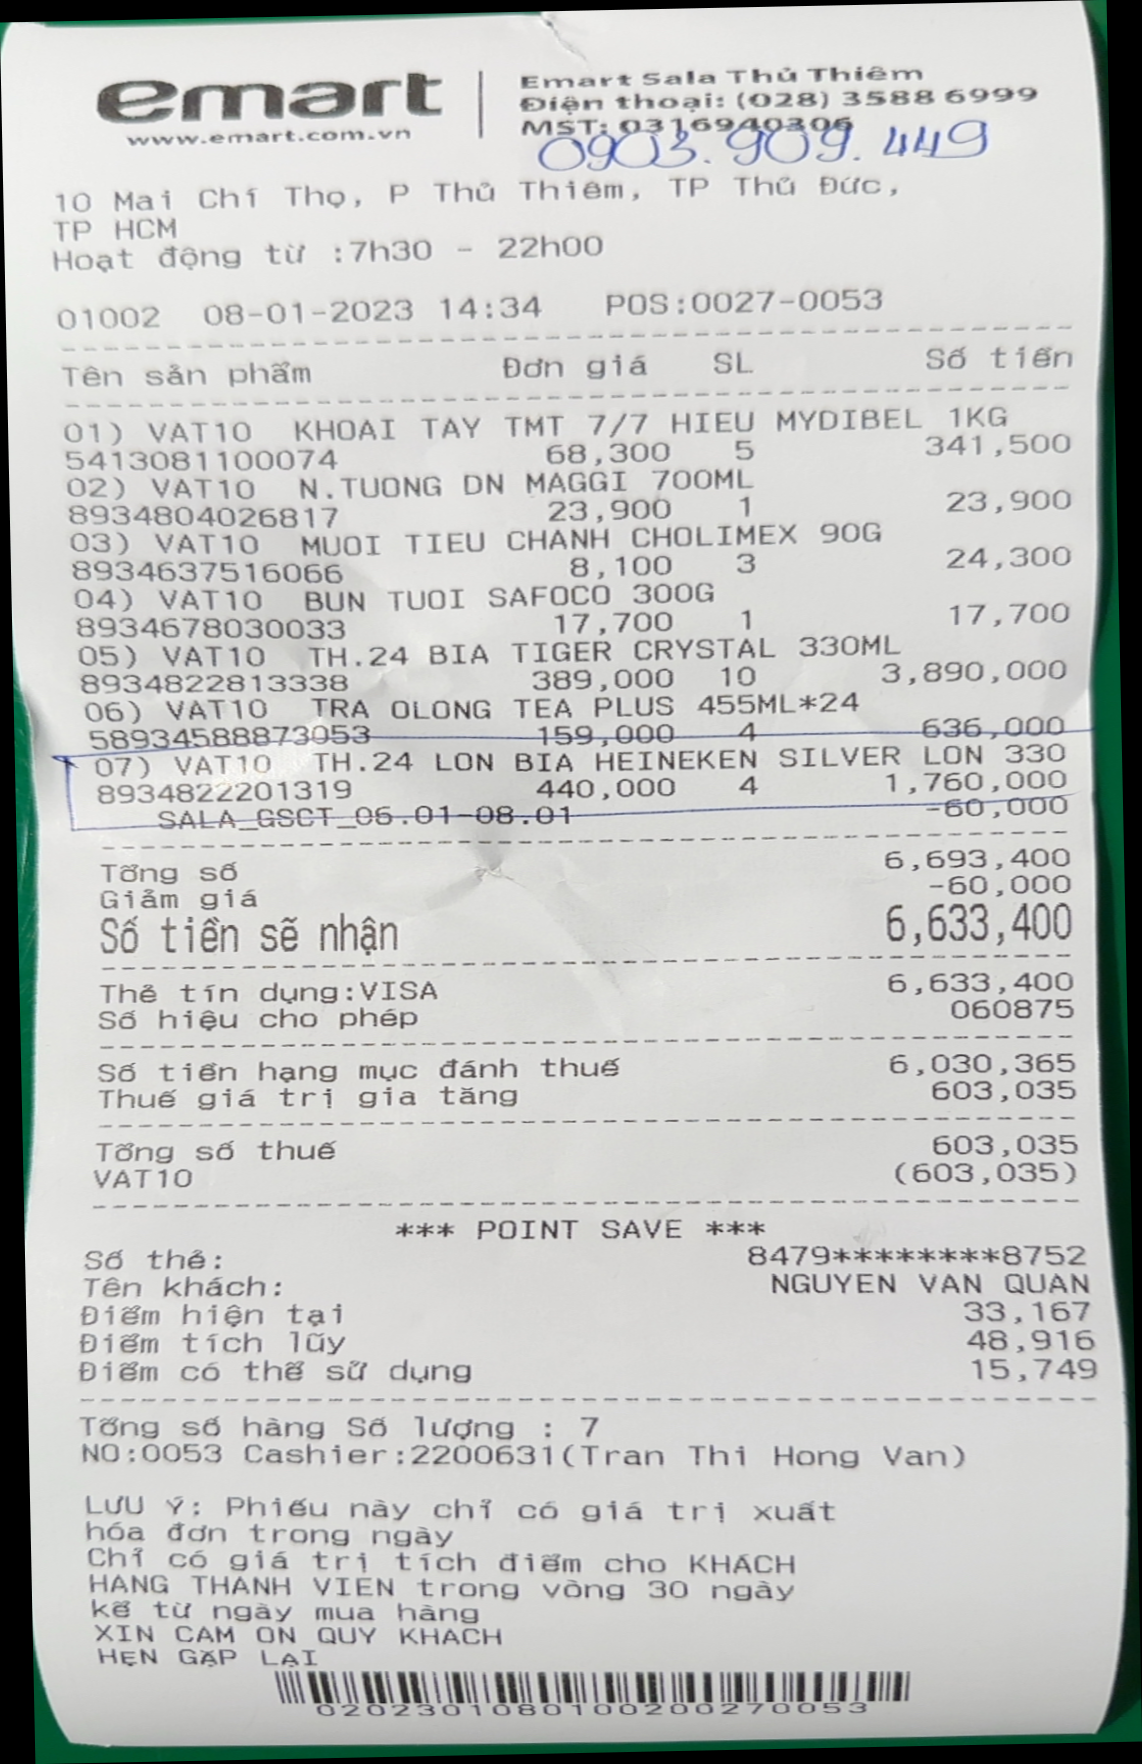 emart
www.emart.com.vn
Emart Sala Thủ Thiêm
Điện thoại: (028) 3588 6999
MST: 0316940306
0903.909.449
10 Mai Chí Thọ, P Thủ Thiêm, TP Thủ Đức,
TP HCM
Hoạt động từ :7h30 - 22h00
01002 08-01-2023 14:34 POS:0027-0053
Tên sản phẩm Đơn giá SL Số tiền
01) VAT10 KHOAI TAY TMT 7/7 HIEU MYDIBEL 1KG
5413081100074 68,300 5 341,500
02) VAT10 N.TUONG DN MAGGI 700ML
8934804026817 23,900 1 23,900
03) VAT10 MUOI TIEU CHANH CHOLIMEX 90G
8934637516066 8,100 3 24,300
04) VAT10 BUN TUOI SAFOCO 300G
8934678030033 17,700 1 17,700
05) VAT10 TH.24 BIA TIGER CRYSTAL 330ML
8934822813338 389,000 10 3,890,000
06) VAT10 TRA OLONG TEA PLUS 455ML*24
58934588873053 159,000 4 636,000
07) VAT10 TH.24 LON BIA HEINEKEN SILVER LON 330
8934822201319 440,000 4 1,760,000
SALA_GSCT_06.01-08.01 -60,000
Tổng số 6,693,400
Giảm giá -60,000
Số tiền sẽ nhận 6,633,400
Thẻ tín dụng:VISA 6,633,400
Số hiệu cho phép 060875
Số tiền hạng mục đánh thuế 6,030,365
Thuế giá trị gia tăng 603,035
Tổng số thuế 603,035
VAT10 (603,035)
*** POINT SAVE ***
Số thẻ: 8479********8752
Tên khách: NGUYEN VAN QUAN
Điểm hiện tại 33,167
Điểm tích lũy 48,916
Điểm có thể sử dụng 15,749
Tổng số hàng Số lượng : 7
NO:0053 Cashier:2200631(Tran Thi Hong Van)
LƯU Ý: Phiếu này chỉ có giá trị xuất
hóa đơn trong ngày
Chỉ có giá trị tích điểm cho KHÁCH
HÀNG THÀNH VIÊN trong vòng 30 ngày
kể từ ngày mua hàng
XIN CAM ON QUY KHACH
HẸN GẶP LẠI
020230108010020027​0053